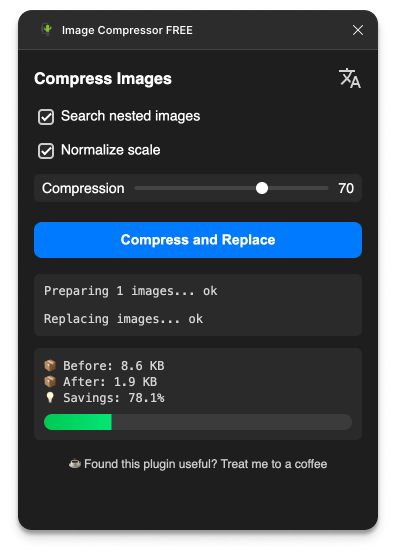 Image Compressor FREE
Compress Images
Search nested images
Normalize scale
Compression 70
Compress and Replace
Preparing 1 images... ok
Replacing images... ok
📦 Before: 8.6 KB
📦 After: 1.9 KB
💡 Savings: 78.1%
☕ Found this plugin useful? Treat me to a coffee